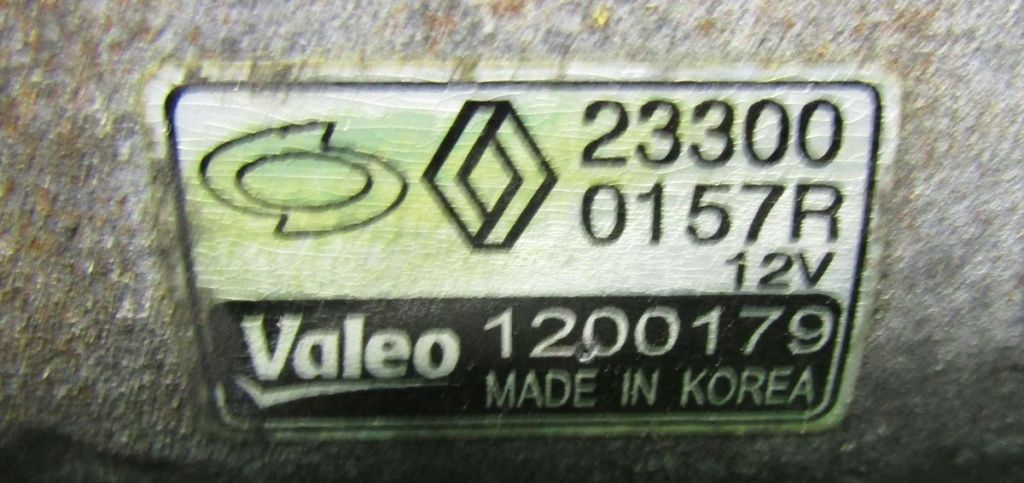 23300
0157R
12V
Valeo 1200179
MADE IN KOREA